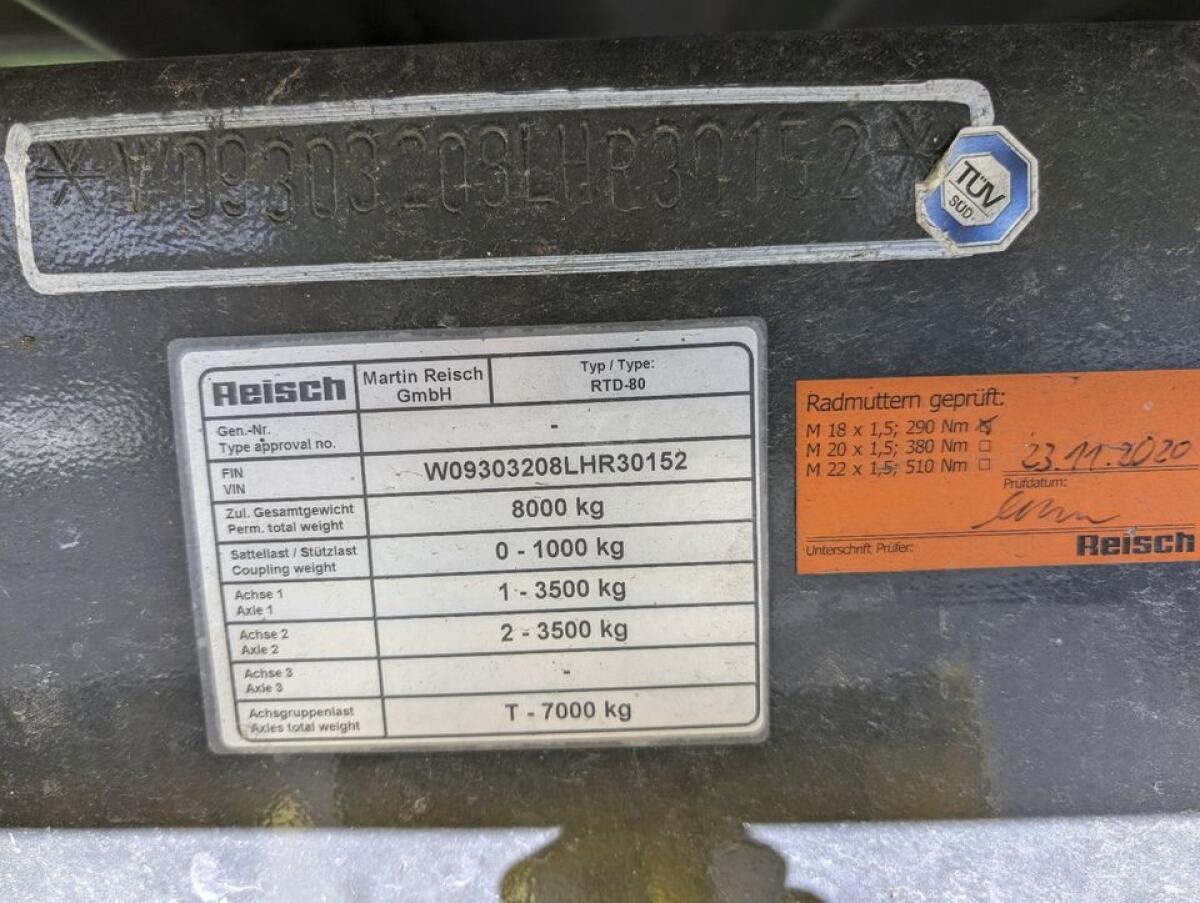 *W09303208LHR30152*
TÜV
SÜD
Reisch
Martin Reisch
GmbH
Typ / Type:
RTD-80
Gen.-Nr.
Type approval no.
-
FIN
VIN
W09303208LHR30152
Zul. Gesamtgewicht
Perm. total weight
8000 kg
Sattellast / Stützlast
Coupling weight
0 - 1000 kg
Achse 1
Axle 1
1 - 3500 kg
Achse 2
Axle 2
2 - 3500 kg
Achse 3
Axle 3
-
Achsgruppenlast
Axles total weight
T - 7000 kg
Radmuttern geprüft:
M 18 x 1,5; 290 Nm ☒
M 20 x 1,5; 380 Nm ☐
M 22 x 1,5; 510 Nm ☐
23.11.2020
Prüfdatum:
Unterschrift Prüfer:
Reisch